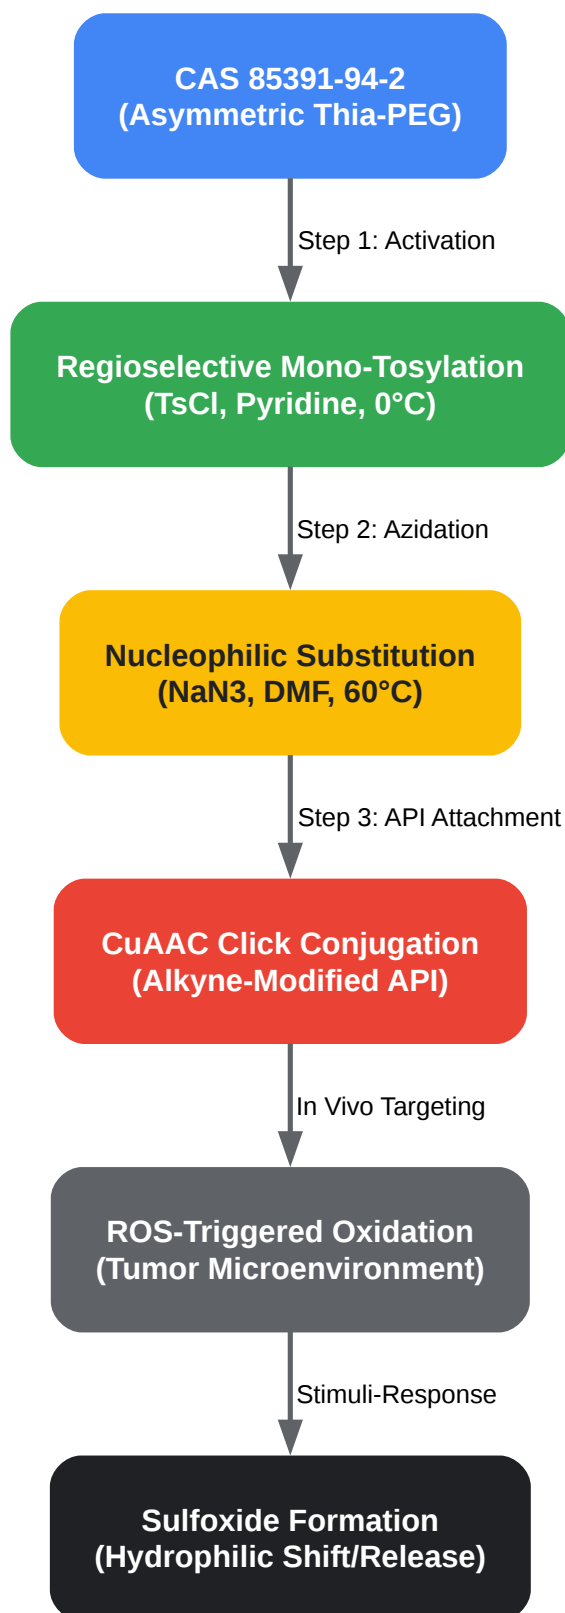 CAS 85391-94-2
(Asymmetric Thia-PEG)
Step 1: Activation
Regioselective Mono-Tosylation
(TsCl, Pyridine, 0°C)
Step 2: Azidation
Nucleophilic Substitution
(NaN3, DMF, 60°C)
Step 3: API Attachment
CuAAC Click Conjugation
(Alkyne-Modified API)
In Vivo Targeting
ROS-Triggered Oxidation
(Tumor Microenvironment)
Stimuli-Response
Sulfoxide Formation
(Hydrophilic Shift/Release)